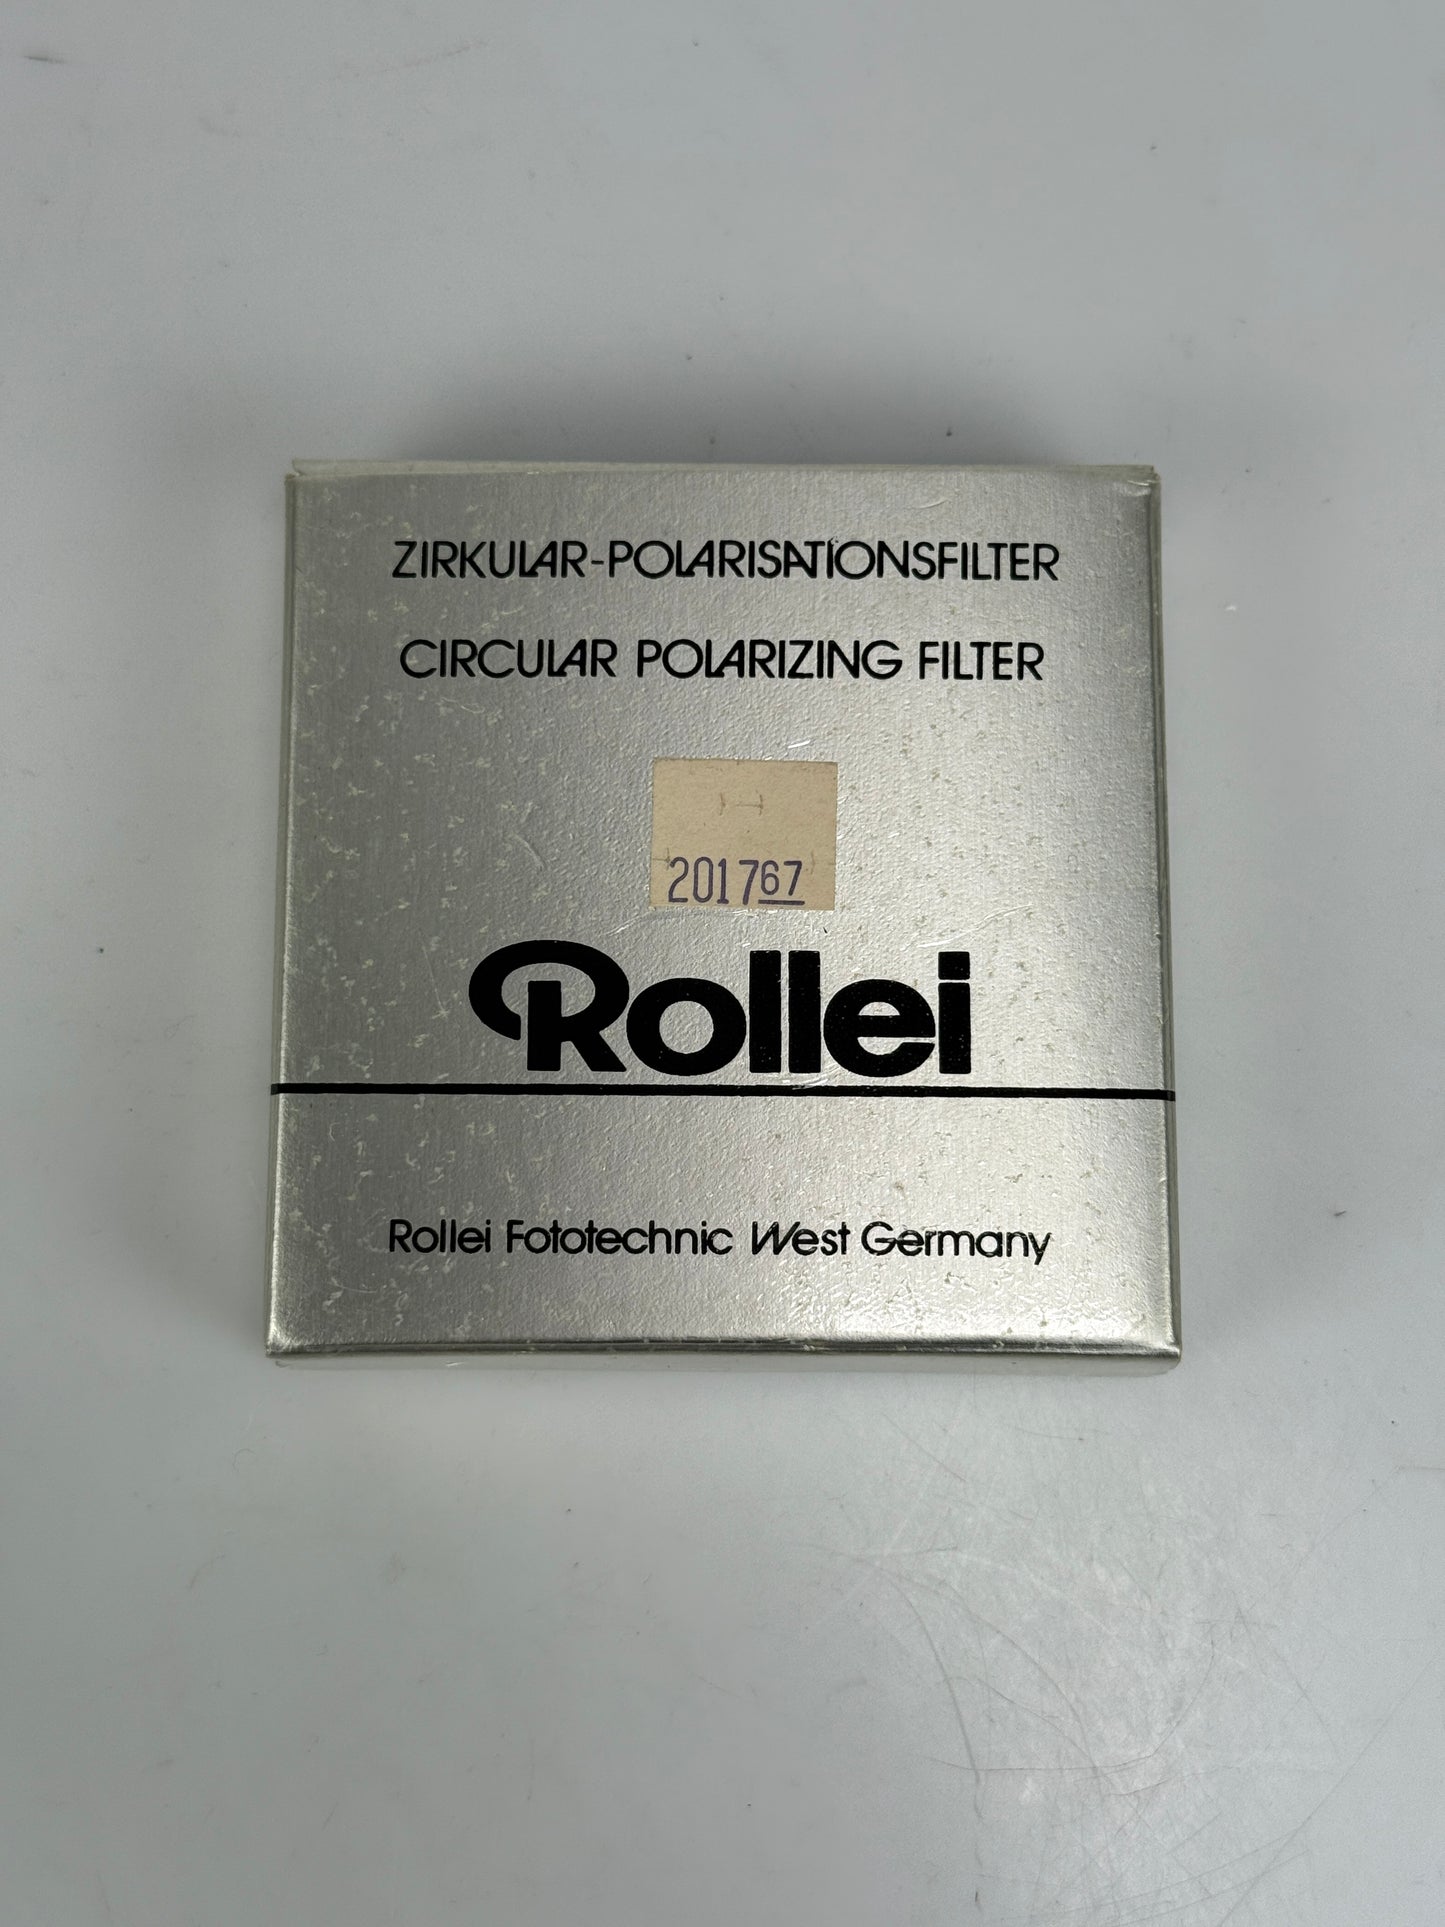 ZIRKULAR-POLARISATIONSFILTER
CIRCULAR POLARIZING FILTER
201767
Rollei
Rollei Fototechnic West Germany